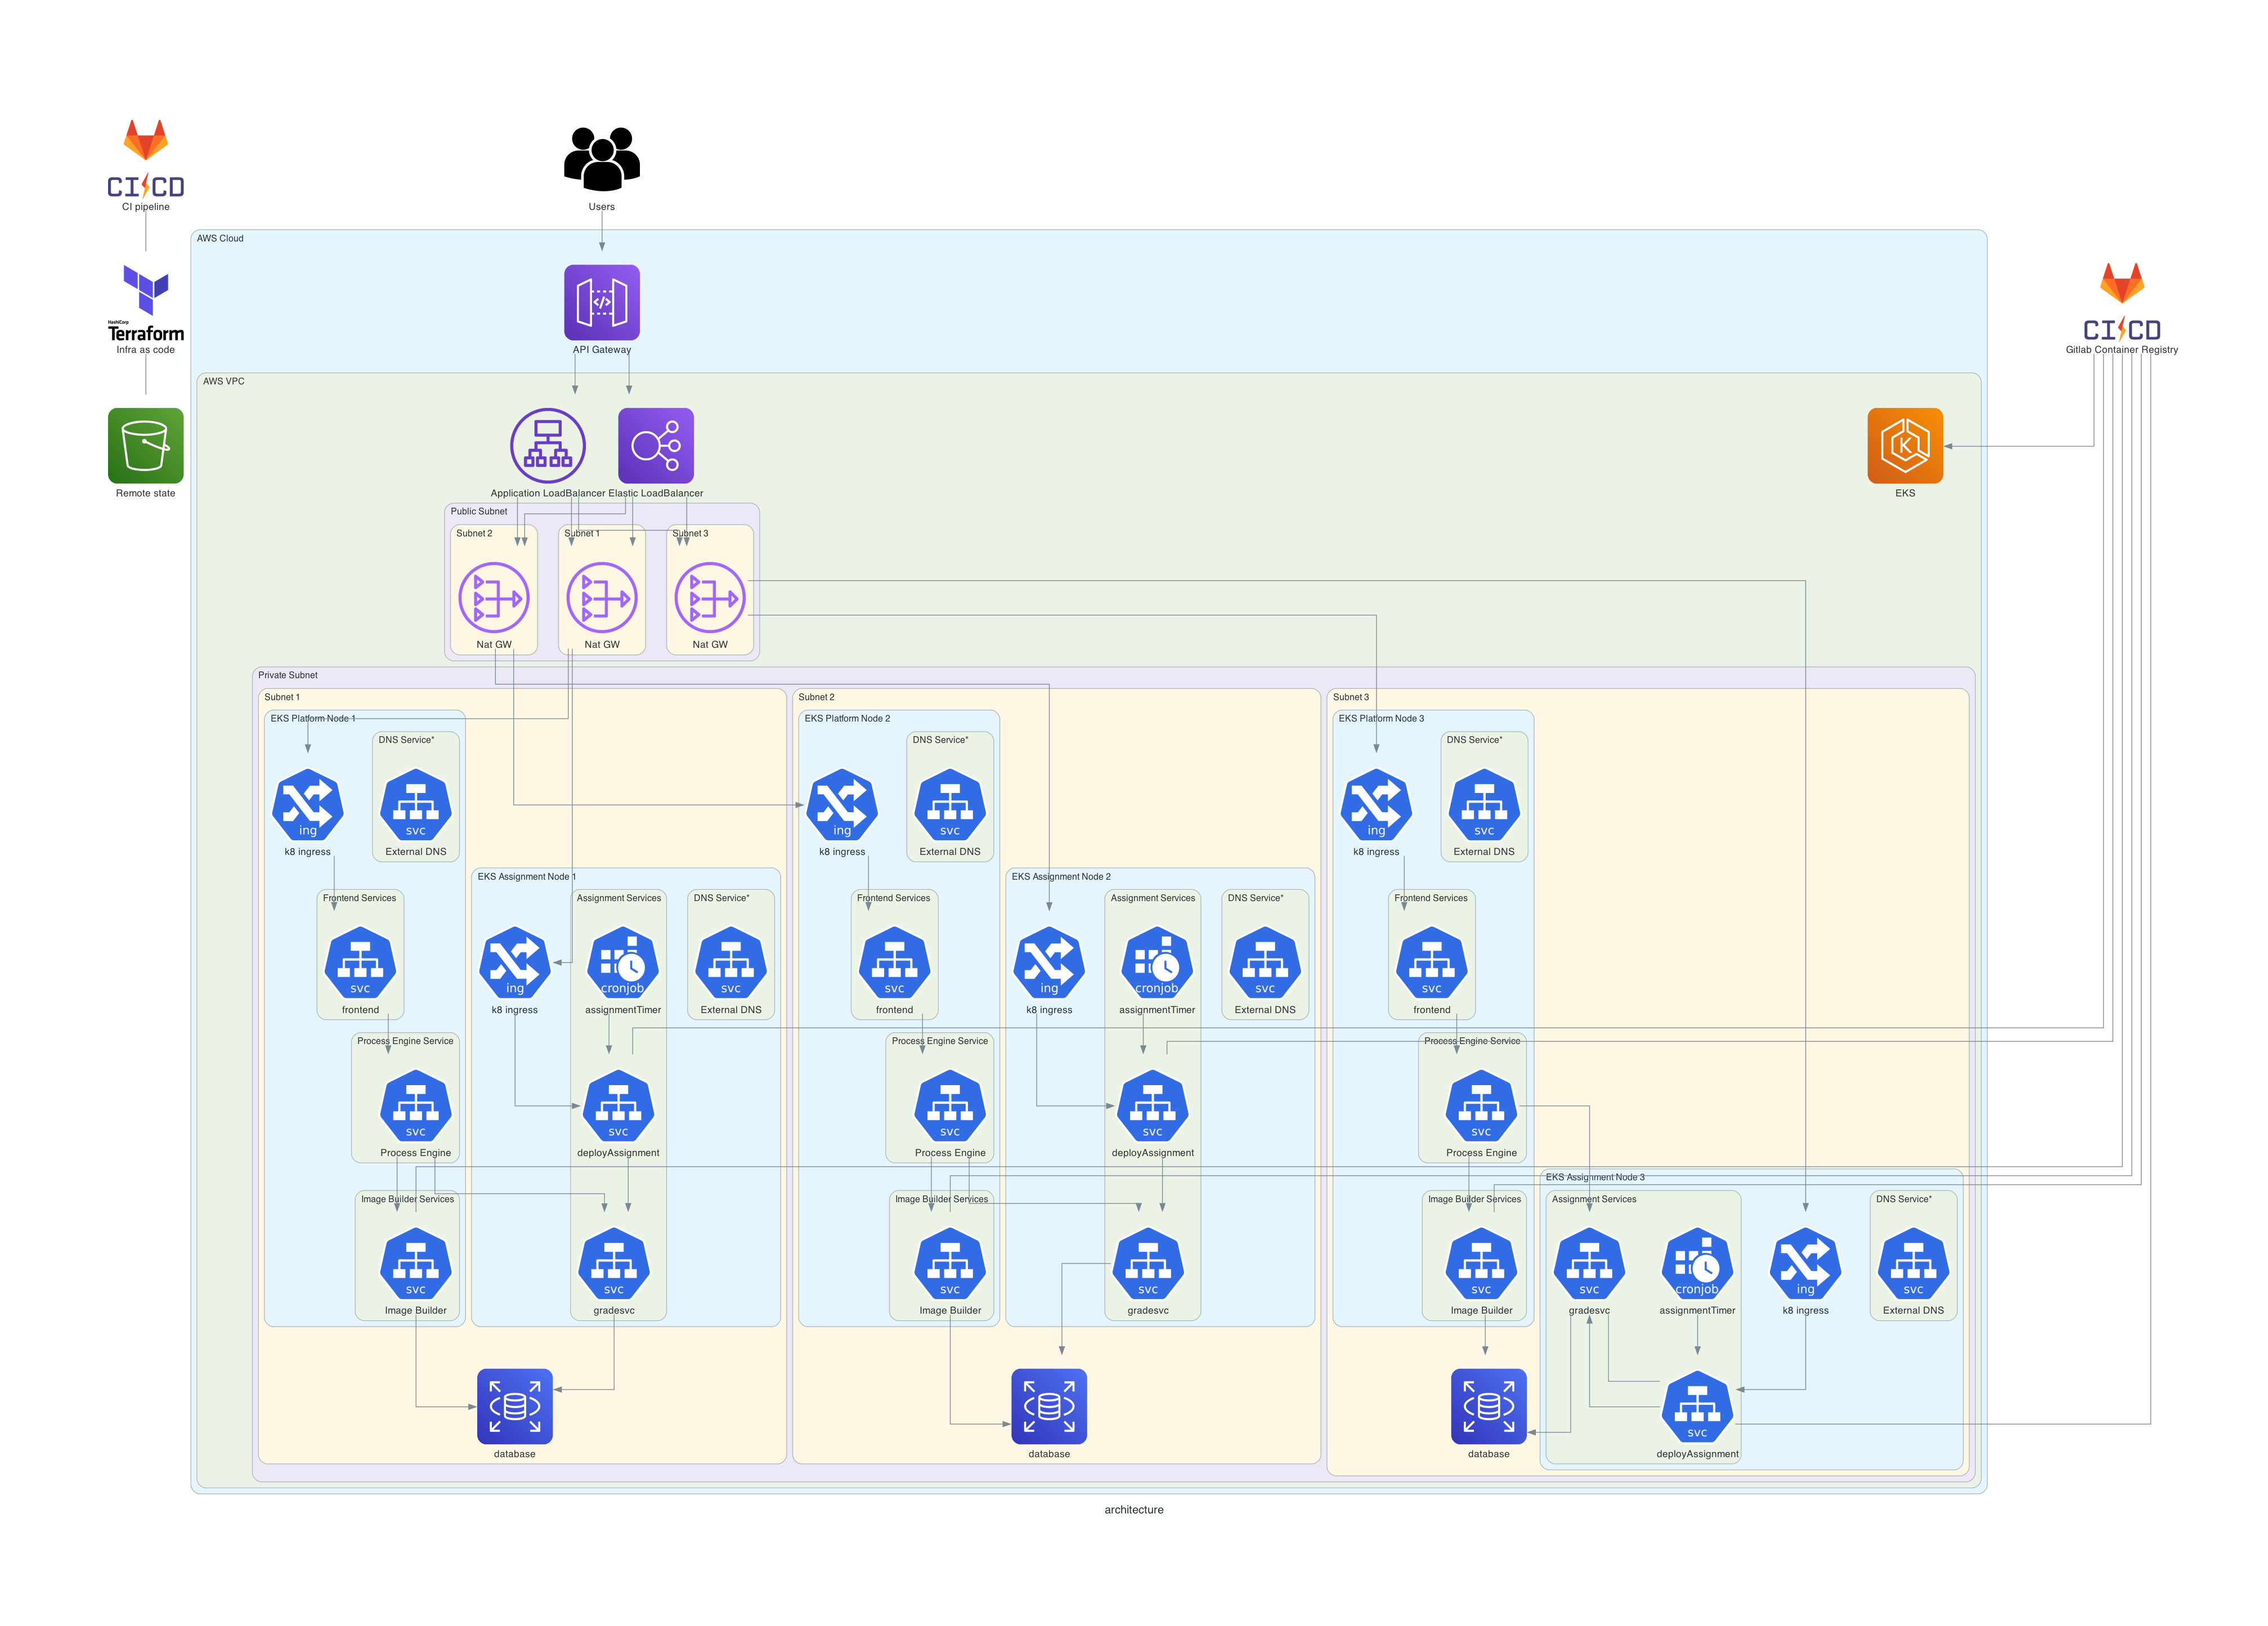 CI CD
CI pipeline
Users
AWS Cloud
HashiCorp
Terraform
Infra as code
API Gateway
CI CD
Gitlab Container Registry
AWS VPC
Remote state
Application LoadBalancer
Elastic LoadBalancer
K
EKS
Public Subnet
Subnet 2
Subnet 1
Subnet 3
Nat GW
Nat GW
Nat GW
Private Subnet
Subnet 1
EKS Platform Node 1
DNS Service*
ing
k8 ingress
svc
External DNS
Frontend Services
svc
frontend
Process Engine Service
svc
Process Engine
Image Builder Services
svc
Image Builder
EKS Assignment Node 1
ing
k8 ingress
Assignment Services
cronjob
assignmentTimer
svc
deployAssignment
svc
gradesvc
DNS Service*
svc
External DNS
database
Subnet 2
EKS Platform Node 2
DNS Service*
ing
k8 ingress
svc
External DNS
Frontend Services
svc
frontend
Process Engine Service
svc
Process Engine
Image Builder Services
svc
Image Builder
EKS Assignment Node 2
ing
k8 ingress
Assignment Services
cronjob
assignmentTimer
svc
deployAssignment
svc
gradesvc
DNS Service*
svc
External DNS
database
Subnet 3
EKS Platform Node 3
DNS Service*
ing
k8 ingress
svc
External DNS
Frontend Services
svc
frontend
Process Engine Service
svc
Process Engine
Image Builder Services
svc
Image Builder
EKS Assignment Node 3
Assignment Services
svc
gradesvc
cronjob
assignmentTimer
ing
k8 ingress
DNS Service*
svc
External DNS
svc
deployAssignment
database
architecture